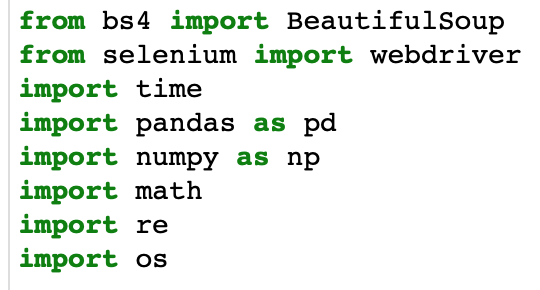 from bs4 import BeautifulSoup
from selenium import webdriver
import time
import pandas as pd
import numpy as np
import math
import re
import os